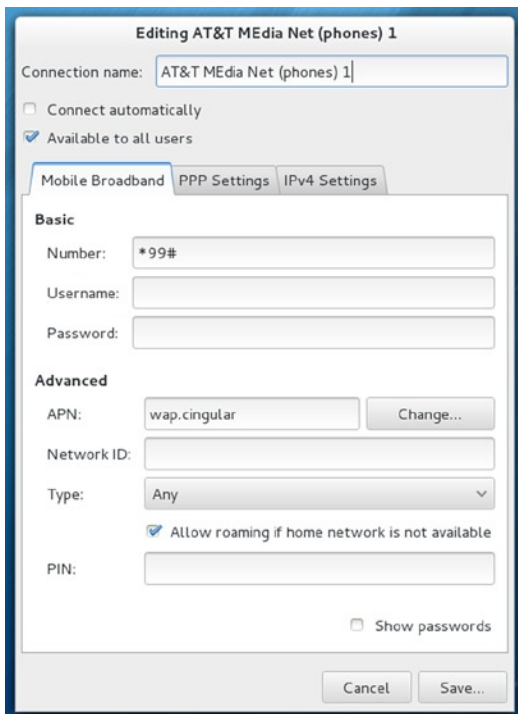 Editing AT&T MEdia Net (phones) 1
Connection name: AT&T MEdia Net (phones) 1
Connect automatically
Available to all users
Mobile Broadband PPP Settings IPv4 Settings
Basic
Number: *99#
Username:
Password:
Advanced
APN: wap.cingular Change...
Network ID:
Type: Any
Allow roaming if home network is not available
PIN:
Show passwords
Cancel Save...